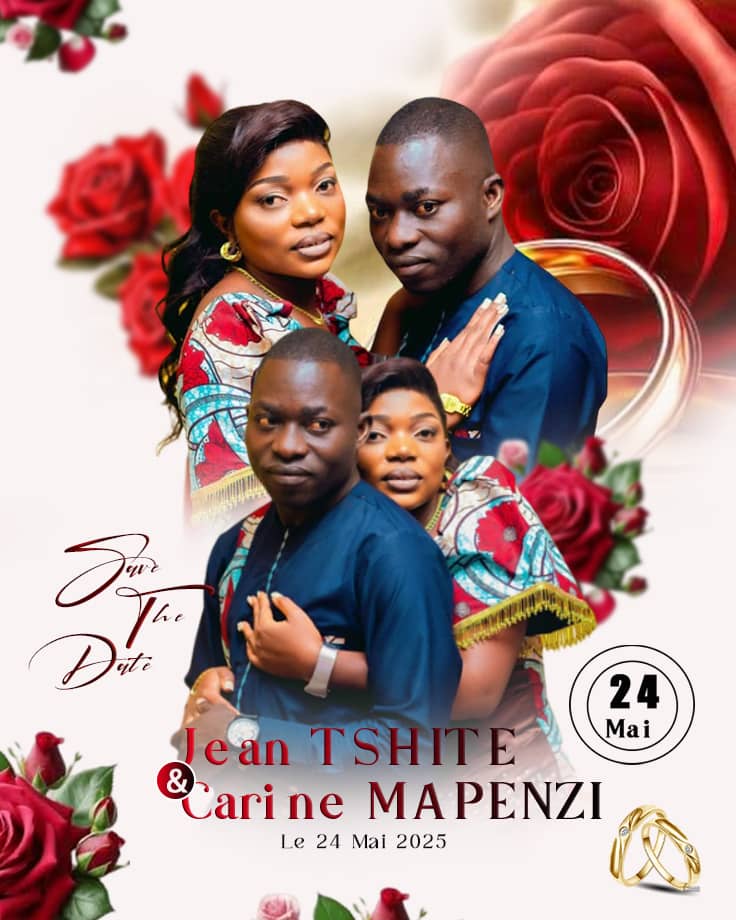 Save
The
Date
24
Mai
Jean TSHITE
&
Carine MAPENZI
Le 24 Mai 2025